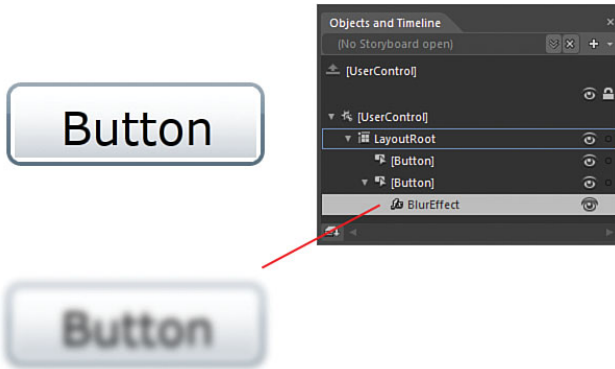 Button
Button
Objects and Timeline
(No Storyboard open)
[UserControl]
[UserControl]
LayoutRoot
[Button]
[Button]
BlurEffect